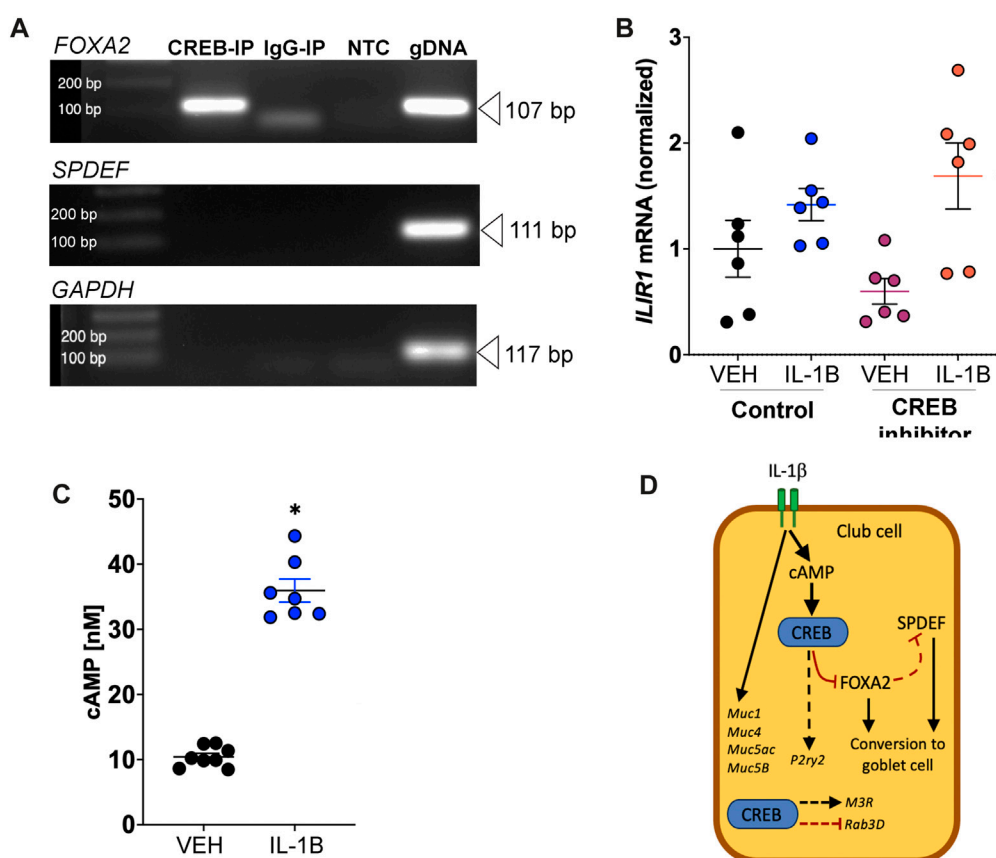 A
FOXA2 CREB-IP IgG-IP NTC gDNA
200 bp
100 bp
107 bp
SPDEF
200 bp
100 bp
111 bp
GAPDH
200 bp
100 bp
117 bp
B
ILIR1 mRNA (normalized)
3
2
1
0
VEH IL-1B VEH IL-1B
Control CREB
inhibitor
C
cAMP [nM]
50
40
30
20
10
0
*
VEH IL-1B
D
IL-1β
Club cell
cAMP
CREB
SPDEF
FOXA2
Muc1
Muc4
Muc5ac
Muc5B
P2ry2
Conversion to
goblet cell
CREB
M3R
Rab3D